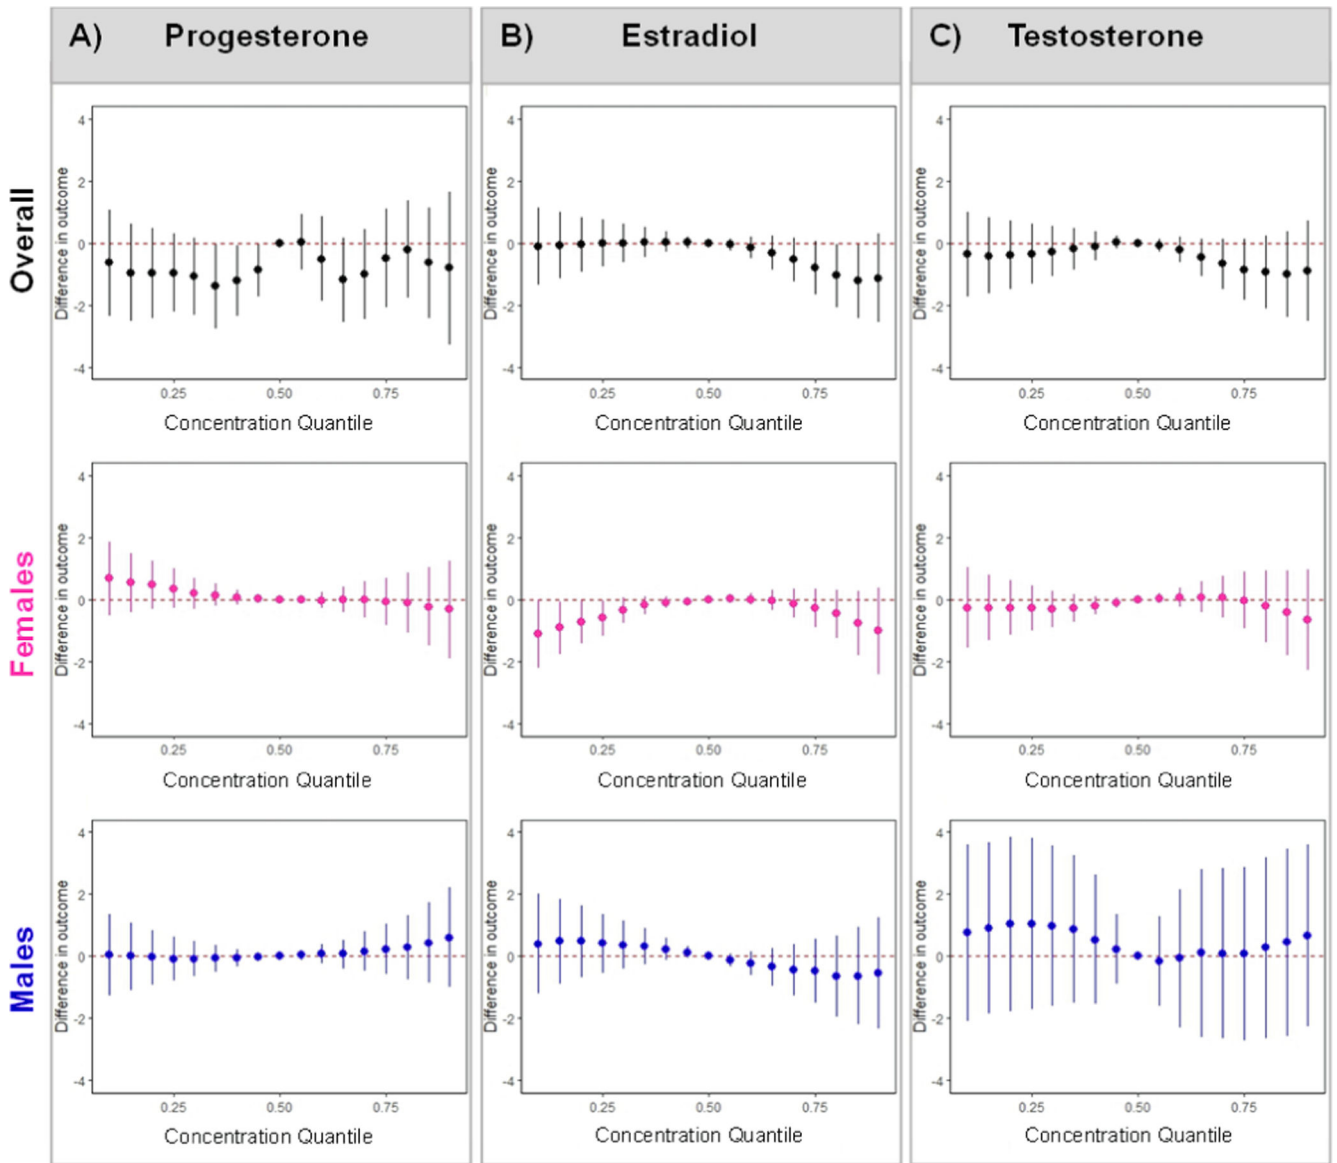 A) Progesterone
B) Estradiol
C) Testosterone
Overall
Difference in outcome
4
2
0
-2
-4
0.25 0.50 0.75
Concentration Quantile
Difference in outcome
4
2
0
-2
-4
0.25 0.50 0.75
Concentration Quantile
Difference in outcome
4
2
0
-2
-4
0.25 0.50 0.75
Concentration Quantile
Females
Difference in outcome
4
2
0
-2
-4
0.25 0.50 0.75
Concentration Quantile
Difference in outcome
4
2
0
-2
-4
0.25 0.50 0.75
Concentration Quantile
Difference in outcome
4
2
0
-2
-4
0.25 0.50 0.75
Concentration Quantile
Males
Difference in outcome
4
2
0
-2
-4
0.25 0.50 0.75
Concentration Quantile
Difference in outcome
4
2
0
-2
-4
0.25 0.50 0.75
Concentration Quantile
Difference in outcome
4
2
0
-2
-4
0.25 0.50 0.75
Concentration Quantile